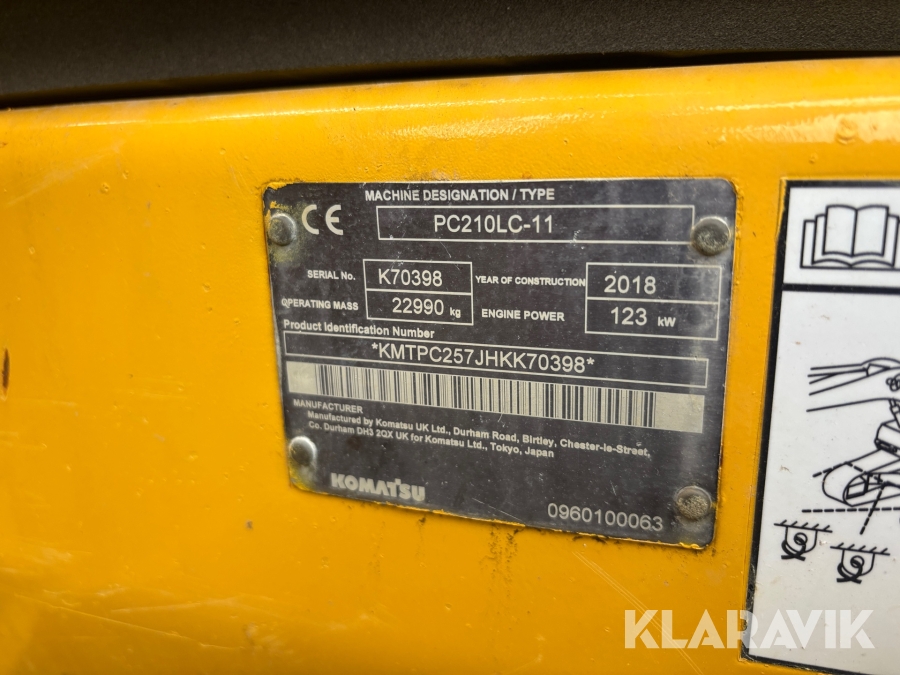 MACHINE DESIGNATION / TYPE
CE PC210LC-11
SERIAL No. K70398 YEAR OF CONSTRUCTION 2018
OPERATING MASS 22990 kg ENGINE POWER 123 kW
Product Identification Number
*KMTPC257JHKK70398*
MANUFACTURER
Manufactured by Komatsu UK Ltd., Durham Road, Birtley, Chester-le-Street,
Co. Durham DH3 2QX UK for Komatsu Ltd., Tokyo, Japan
KOMATSU
0960100063
KLARAVIK